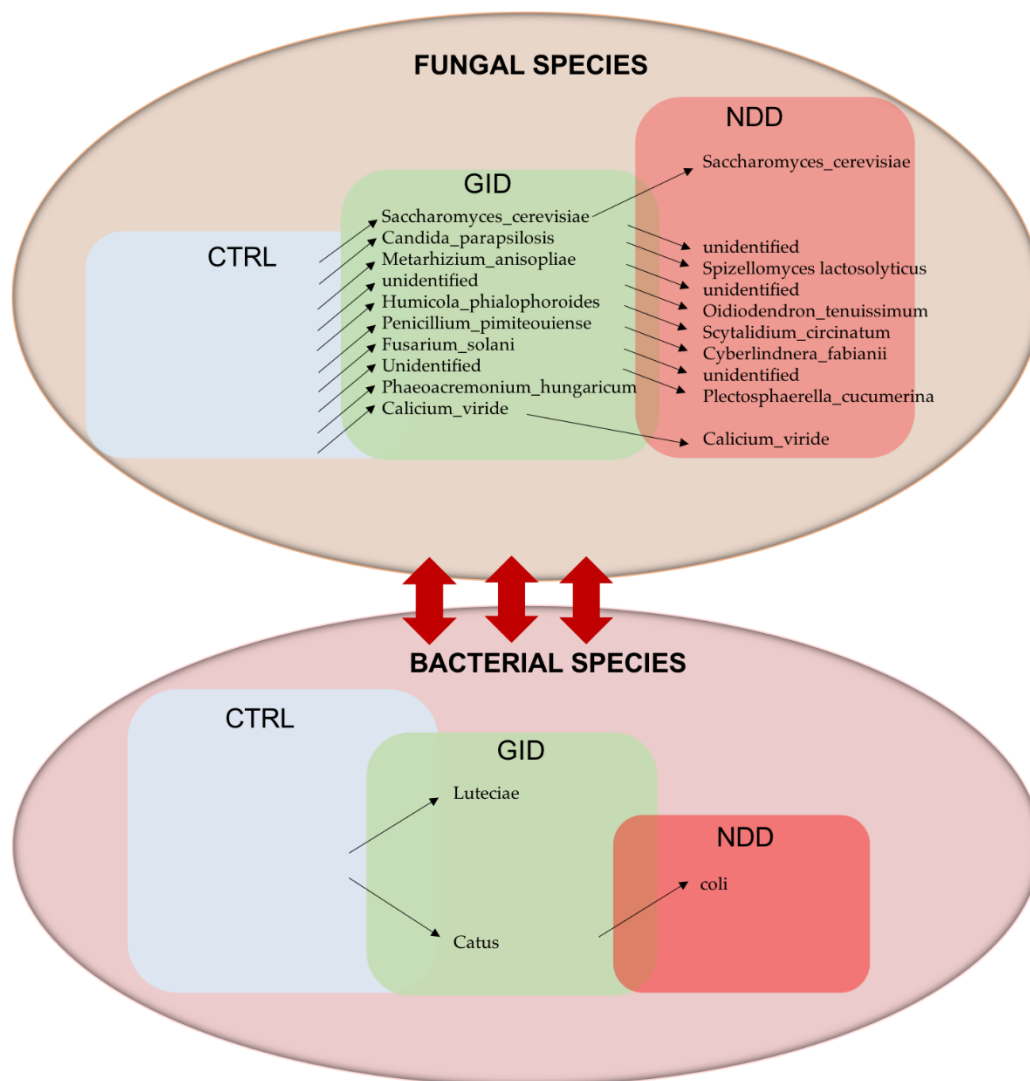 FUNGAL SPECIES
CTRL
GID
Saccharomyces_cerevisiae
Candida_parapsilosis
Metarhizium_anisopliae
unidentified
Humicola_phialophoroides
Penicillium_pimiteouiense
Fusarium_solani
Unidentified
Phaeoacremonium_hungaricum
Calicium_viride
NDD
Saccharomyces_cerevisiae
unidentified
Spizellomyces lactosolyticus
unidentified
Oidiodendron_tenuissimum
Scytalidium_circinatum
Cyberlindnera_fabianii
unidentified
Plectosphaerella_cucumerina
Calicium_viride
BACTERIAL SPECIES
CTRL
GID
Luteciae
Catus
NDD
coli